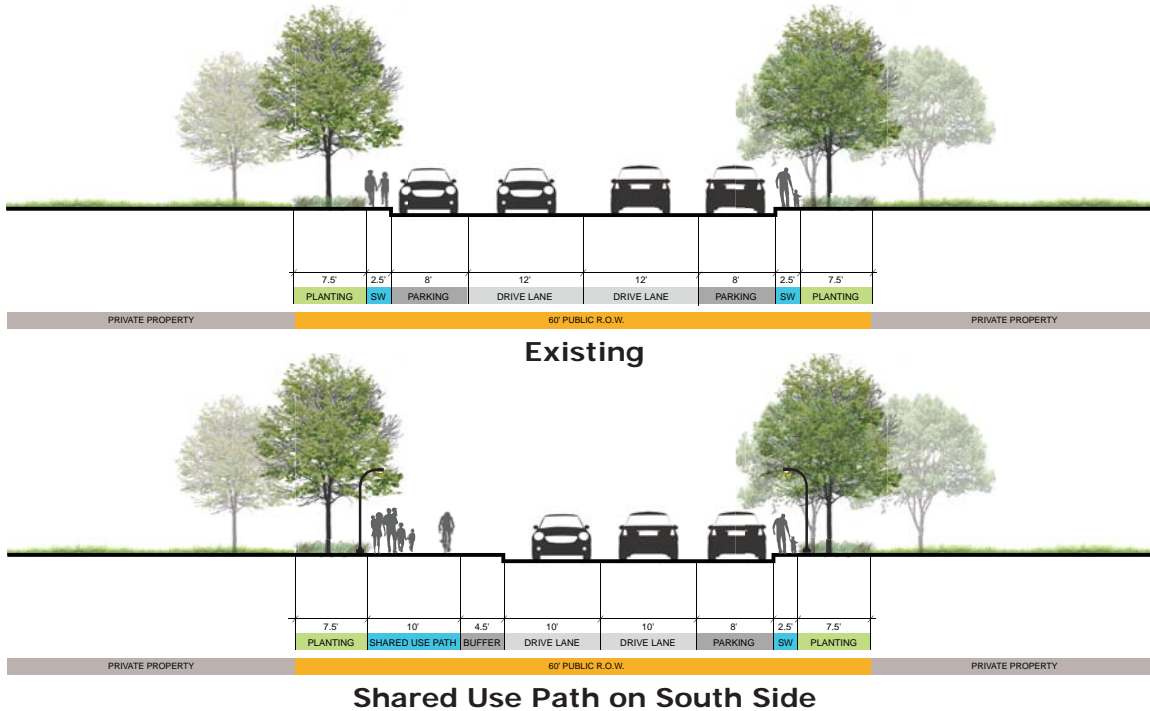 7.5' 2.5' 8' 12' 12' 8' 2.5' 7.5'
PLANTING SW PARKING DRIVE LANE DRIVE LANE PARKING SW PLANTING
PRIVATE PROPERTY 60' PUBLIC R.O.W. PRIVATE PROPERTY
Existing
7.5' 10' 4.5' 10' 10' 8' 2.5' 7.5'
PLANTING SHARED USE PATH BUFFER DRIVE LANE DRIVE LANE PARKING SW PLANTING
PRIVATE PROPERTY 60' PUBLIC R.O.W. PRIVATE PROPERTY
Shared Use Path on South Side